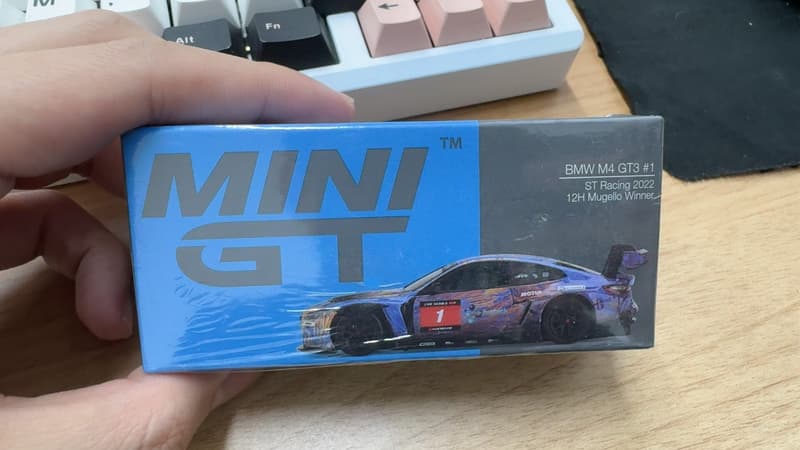 M
Alt
Fn
MINI
GT
TM
BMW M4 GT3 #1
ST Racing 2022
12H Mugello Winner
1